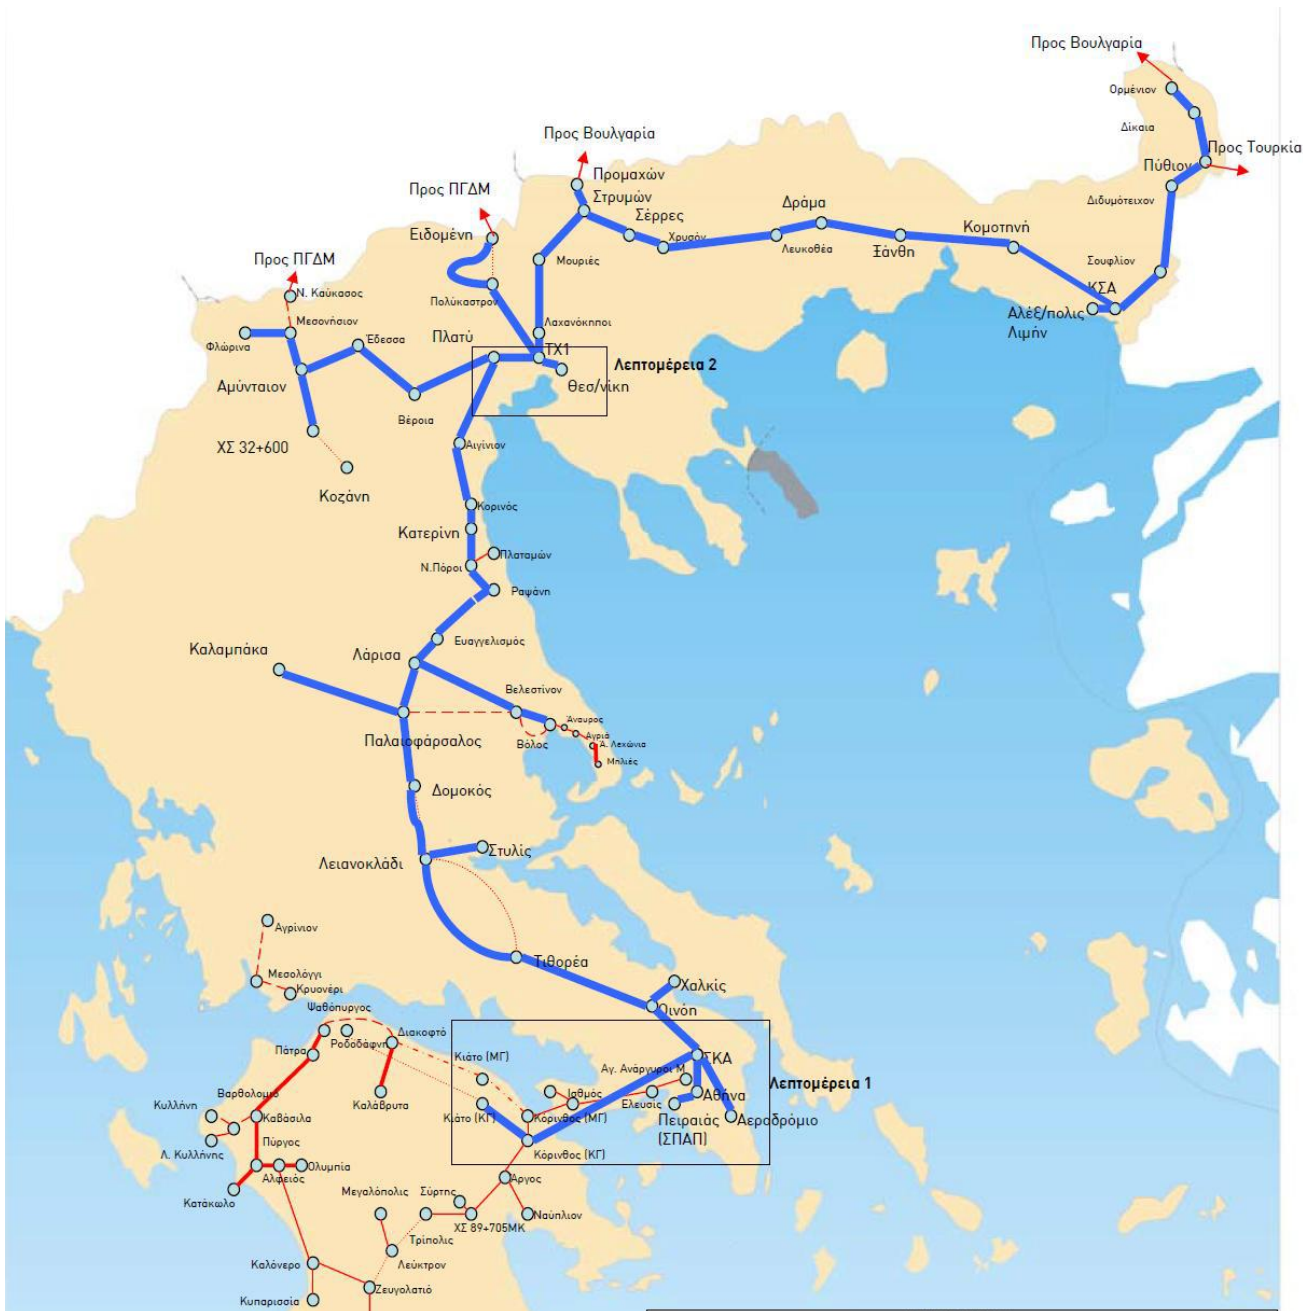 Προς Βουλγαρία
Ορμένιον
Δίκαια
Προς Τουρκία
Πύθιον
Διδυμότειχον
Σουφλίον
ΚΣΑ
Αλέξ/πολις
Λιμήν
Κομοτηνή
Ξάνθη
Δράμα
Λευκοθέα
Χρυσόν
Σέρρες
Προς Βουλγαρία
Προμαχών
Στρυμών
Μουριές
Λαχανόκηποι
Προς ΠΓΔΜ
Ειδομένη
Πολύκαστρον
Προς ΠΓΔΜ
Ν. Καύκασος
Μεσονήσιον
Φλώρινα
Έδεσσα
Αμύνταιον
Βέροια
Πλατύ
ΤΧ1
Θεσ/νίκη
Λεπτομέρεια 2
ΧΣ 32+600
Κοζάνη
Αιγίνιον
Κορινός
Κατερίνη
Πλαταμών
Ν.Πόροι
Ραψάνη
Ευαγγελισμός
Καλαμπάκα
Λάρισα
Βελεστίνον
Παλαιοφάρσαλος
Βόλος
Άναυρος
Αγριά
Ά. Λεχώνια
Μηλιές
Δομοκός
Λειανοκλάδι
Στυλίς
Τιθορέα
Χαλκίς
Οινόη
Αγρίνιον
Μεσολόγγι
Κρυονέρι
Ψαθόπυργος
Ροδοδάφνη
Διακοφτό
Πάτρα
Κιάτο (ΜΓ)
Αγ. Ανάργυροι Μ
ΣΚΑ
Λεπτομέρεια 1
Βαρθολομιό
Καλάβρυτα
Ισθμός
Ελευσίς
Αθήνα
Κυλλήνη
Καβάσιλα
Κιάτο (ΚΓ)
Κόρινθος (ΜΓ)
Πειραιάς
(ΣΠΑΠ)
Αεροδρόμιο
Λ. Κυλλήνης
Πύργος
Κόρινθος (ΚΓ)
Ολυμπία
Αλφειός
Κατάκωλο
Άργος
Μεγαλόπολις
Σύρτης
Ναύπλιον
ΧΣ 89+705ΜΚ
Τρίπολις
Λεύκτρον
Καλόνερο
Ζευγολατιό
Κυπαρισσία